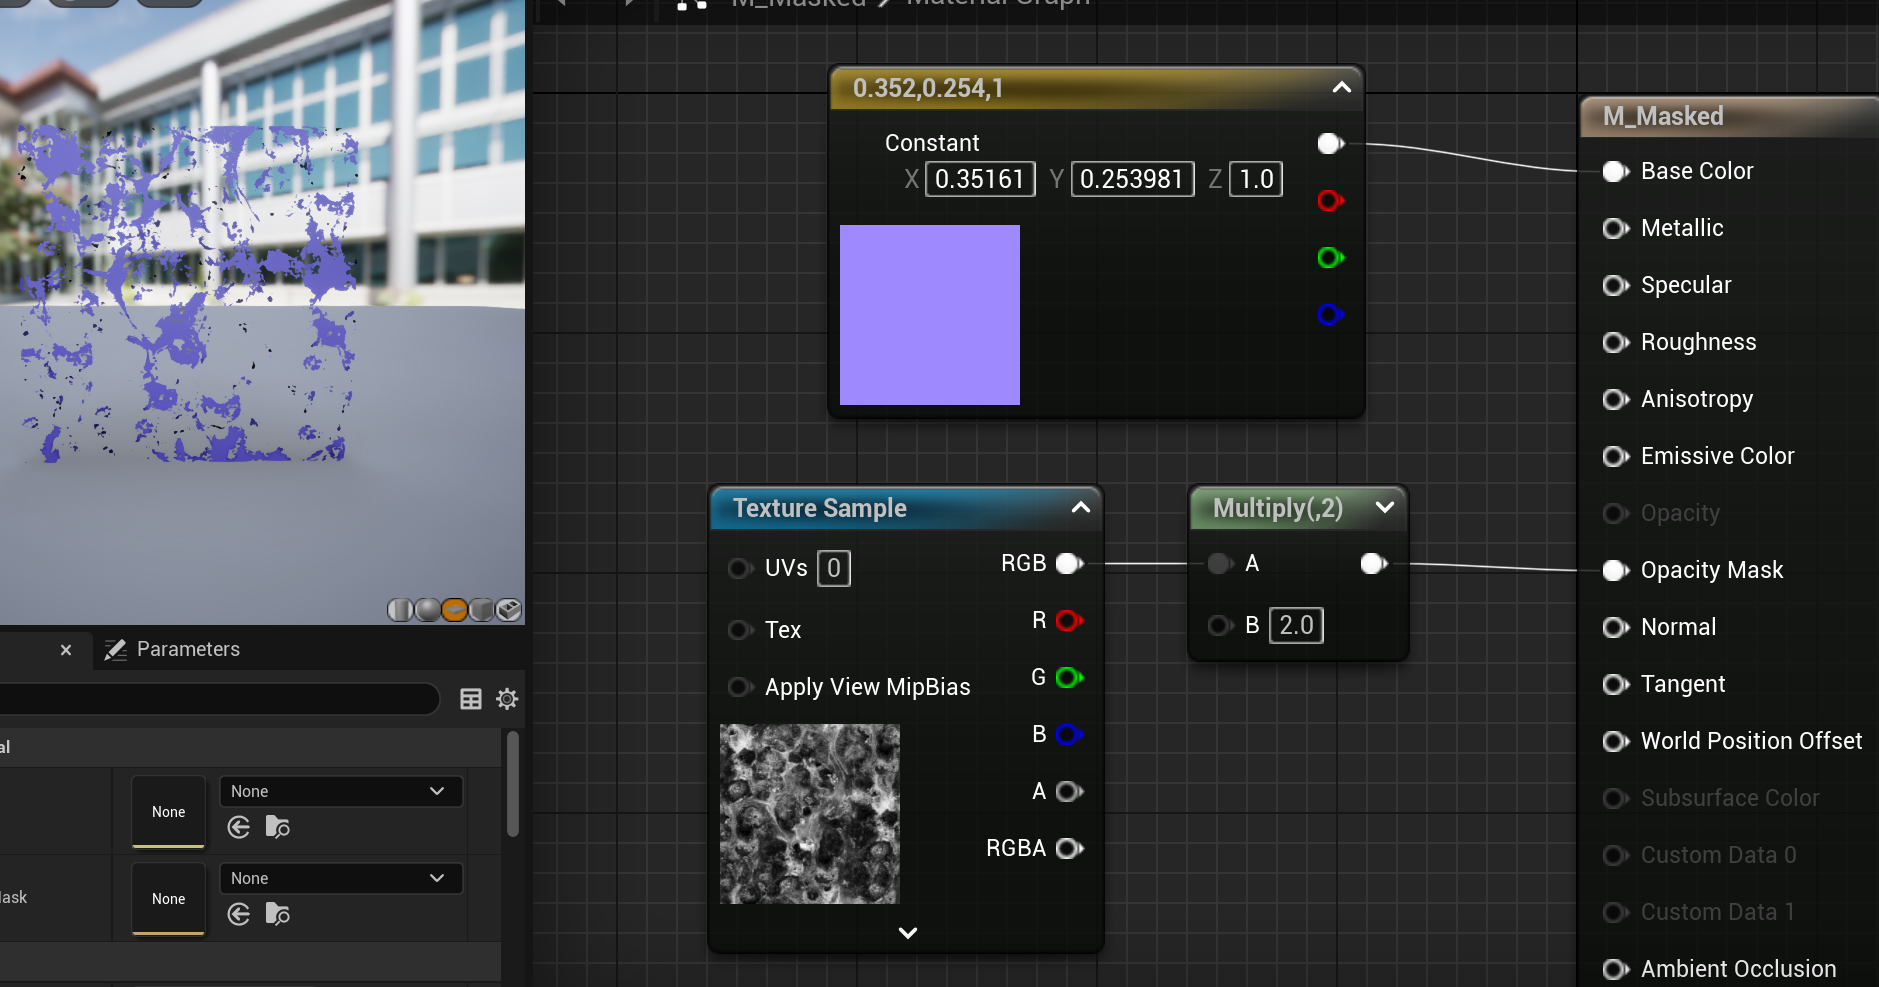 M_Masked > Material Graph
0.352,0.254,1
Constant
X 0.35161 Y 0.253981 Z 1.0
Texture Sample
UVs 0
Tex
Apply View MipBias
RGB
R
G
B
A
RGBA
Multiply(,2)
A
B 2.0
M_Masked
Base Color
Metallic
Specular
Roughness
Anisotropy
Emissive Color
Opacity
Opacity Mask
Normal
Tangent
World Position Offset
Subsurface Color
Custom Data 0
Custom Data 1
Ambient Occlusion
Parameters
al
None
None
ask
None
None